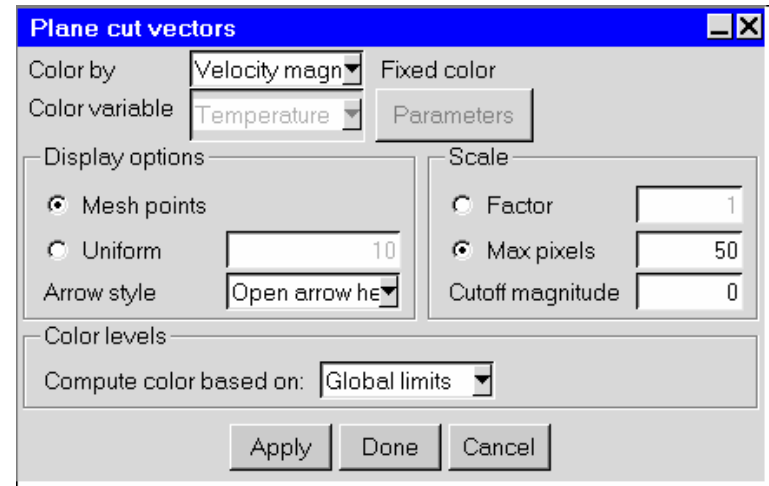 Plane cut vectors
Color by Velocity magn Fixed color
Color variable Temperature Parameters
Display options Scale
Mesh points Factor 1
Uniform 10 Max pixels 50
Arrow style Open arrow he Cutoff magnitude 0
Color levels
Compute color based on: Global limits
Apply Done Cancel